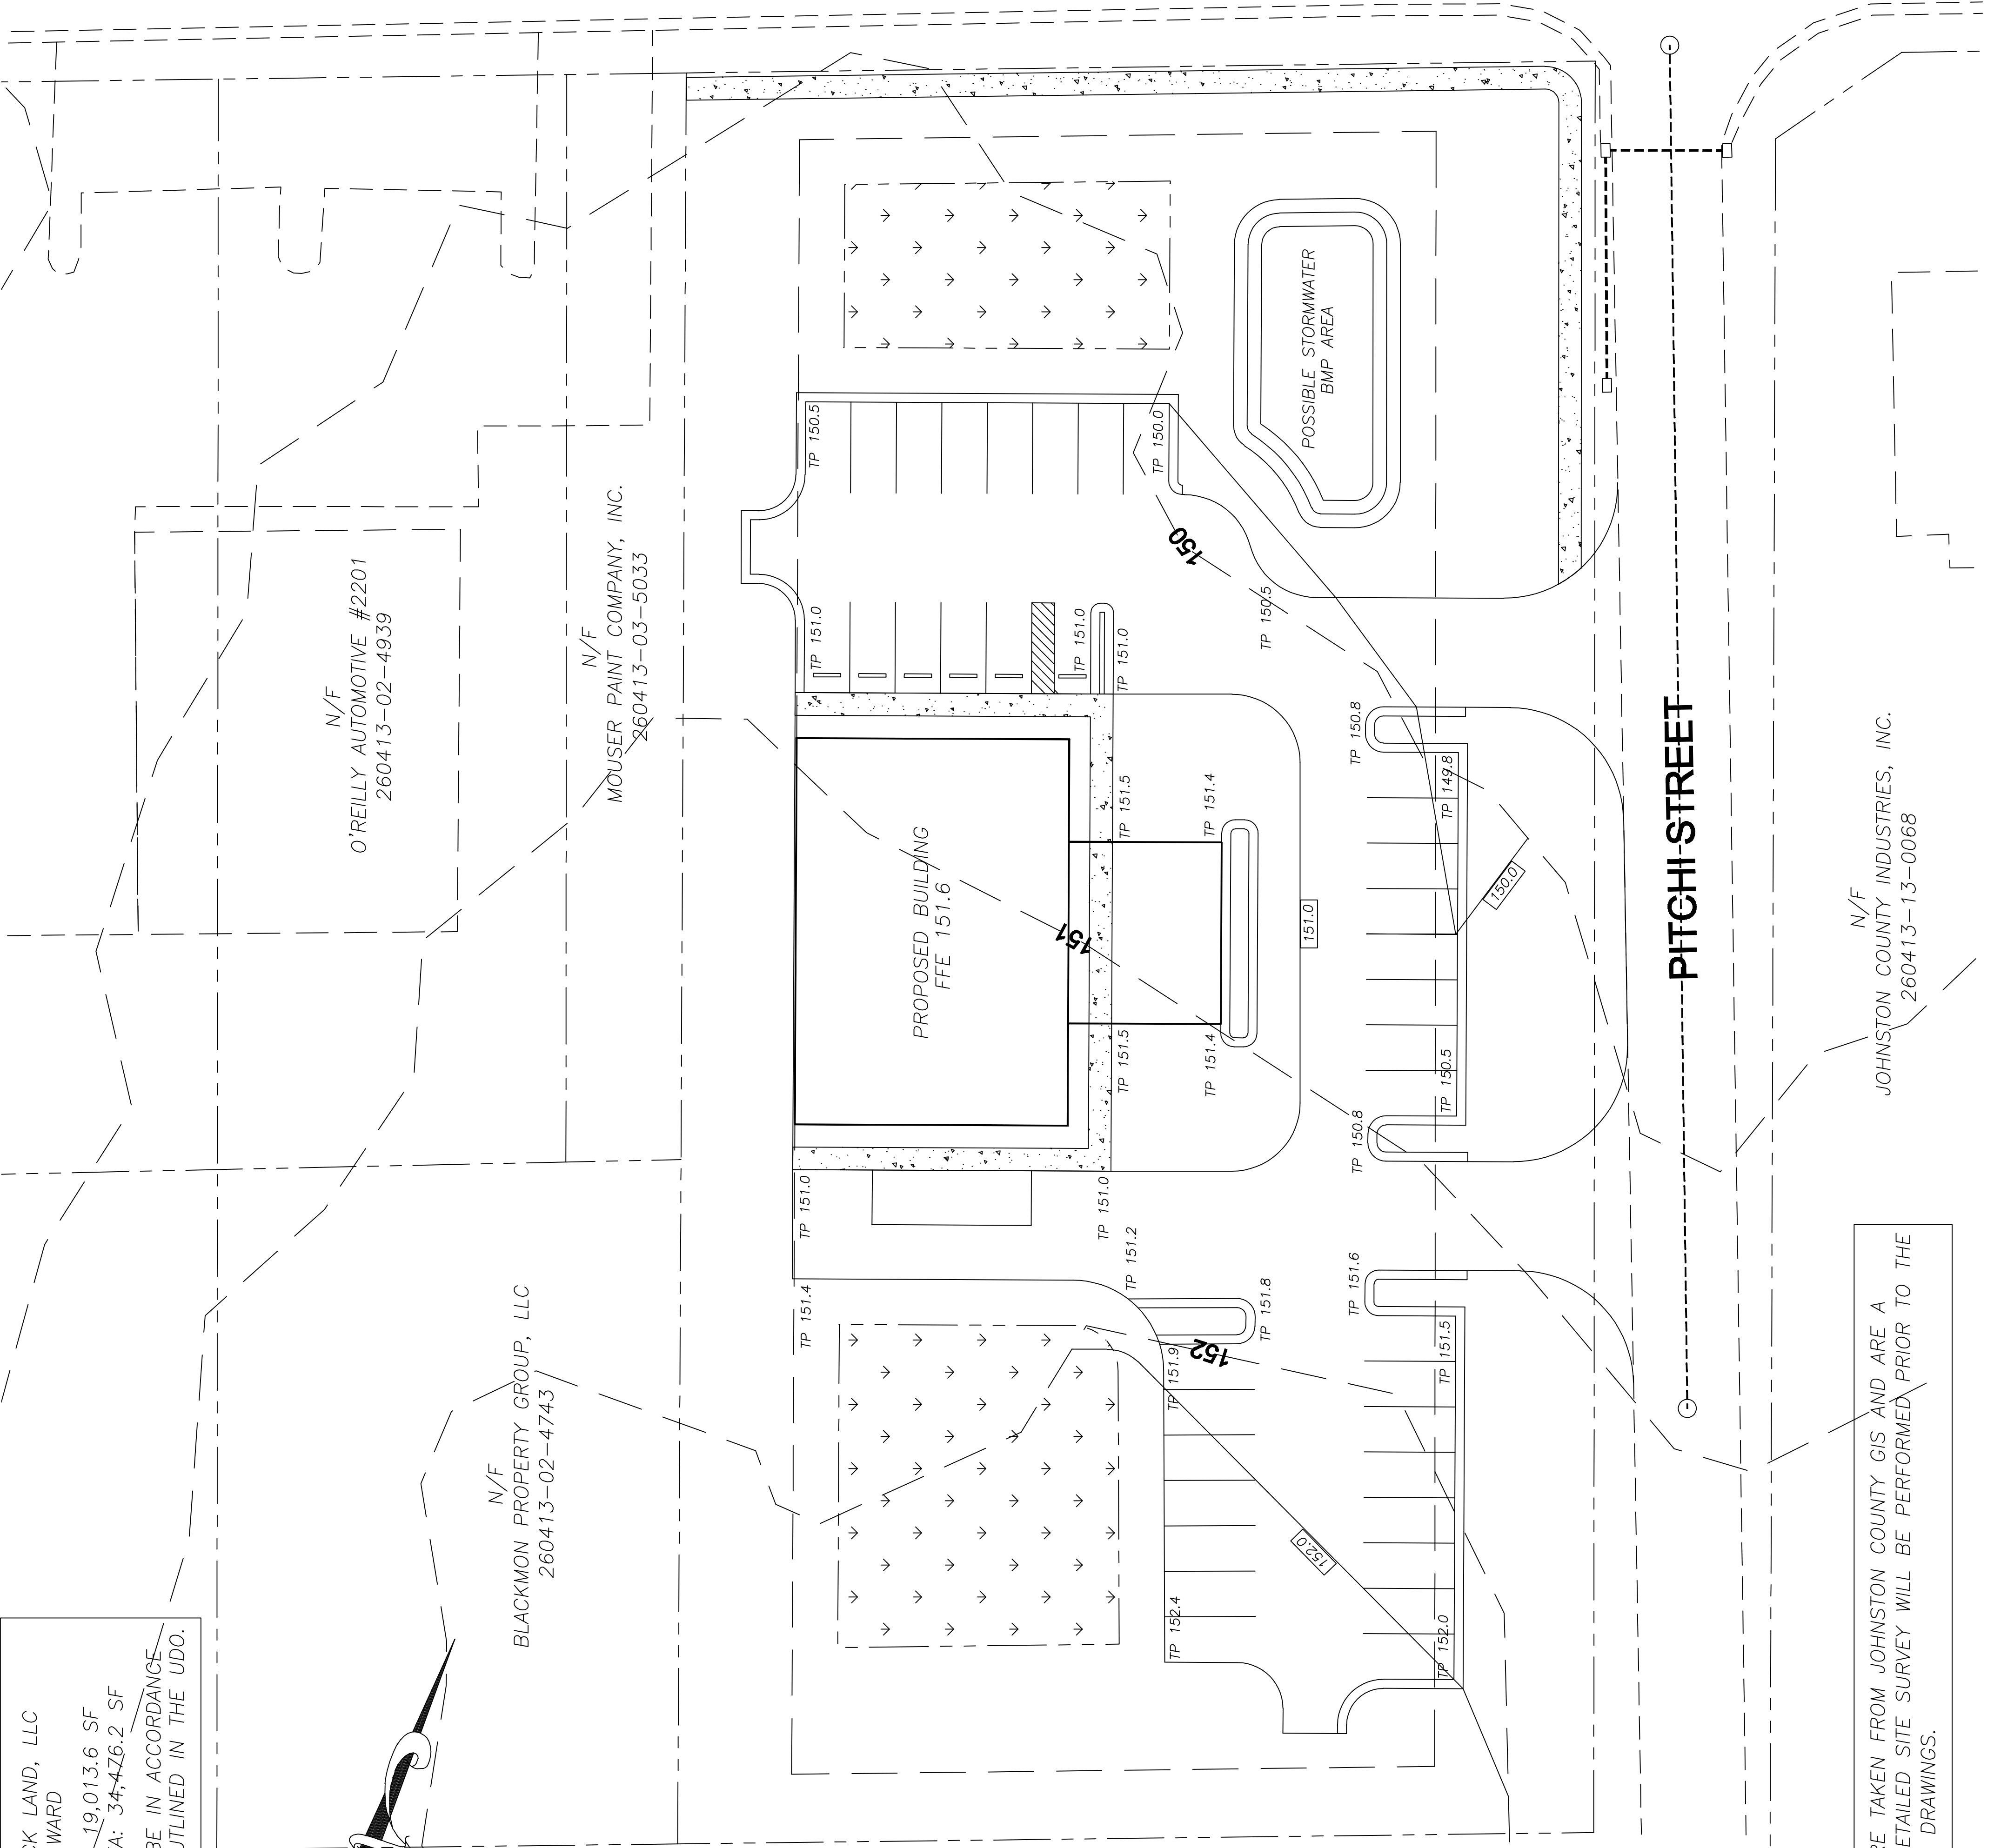 N/F
O'REILLY AUTOMOTIVE #2201
260413-02-4939
N/F
MOUSER PAINT COMPANY, INC.
260413-03-5033
N/F
BLACKMON PROPERTY GROUP, LLC
260413-02-4743
POSSIBLE STORMWATER
BMP AREA
TP 150.5
TP 150.0
150
TP 151.0
TP 151.0
TP 151.0
TP 150.5
PROPOSED BUILDING
FFE 151.6
151
TP 151.5
TP 151.4
TP 151.5
TP 151.4
151.0
TP 150.8
TP 149.8
150.0
TP 150.5
TP 150.8
TP 151.0
TP 151.0
TP 151.2
TP 151.4
TP 151.8
TP 151.6
152
TP 151.9
TP 151.5
152.0
TP 152.4
TP 152.0
PITCHI STREET
N/F
JOHNSTON COUNTY INDUSTRIES, INC.
260413-13-0068
CK LAND, LLC
WARD
19,013.6 SF
A: 34,476.2 SF
BE IN ACCORDANCE
UTLINED IN THE UDO.
RE TAKEN FROM JOHNSTON COUNTY GIS AND ARE A
ETAILED SITE SURVEY WILL BE PERFORMED PRIOR TO THE
DRAWINGS.